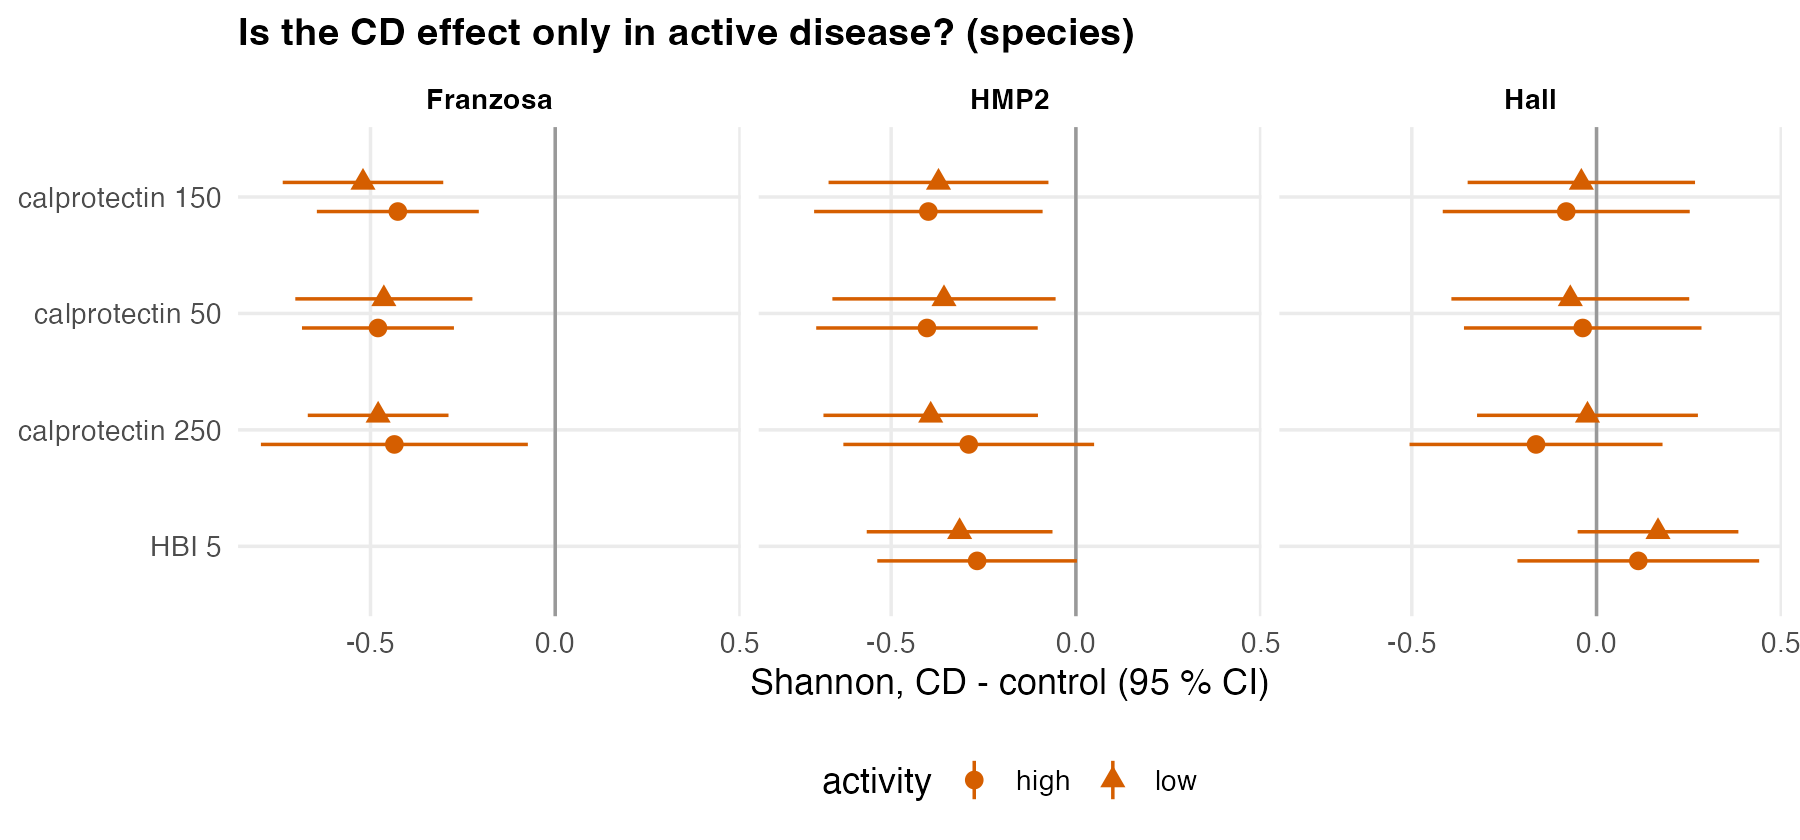 Is the CD effect only in active disease? (species)
Franzosa HMP2 Hall
calprotectin 150
calprotectin 50
calprotectin 250
HBI 5
-0.5 0.0 0.5 -0.5 0.0 0.5 -0.5 0.0 0.5
Shannon, CD - control (95 % CI)
activity high low